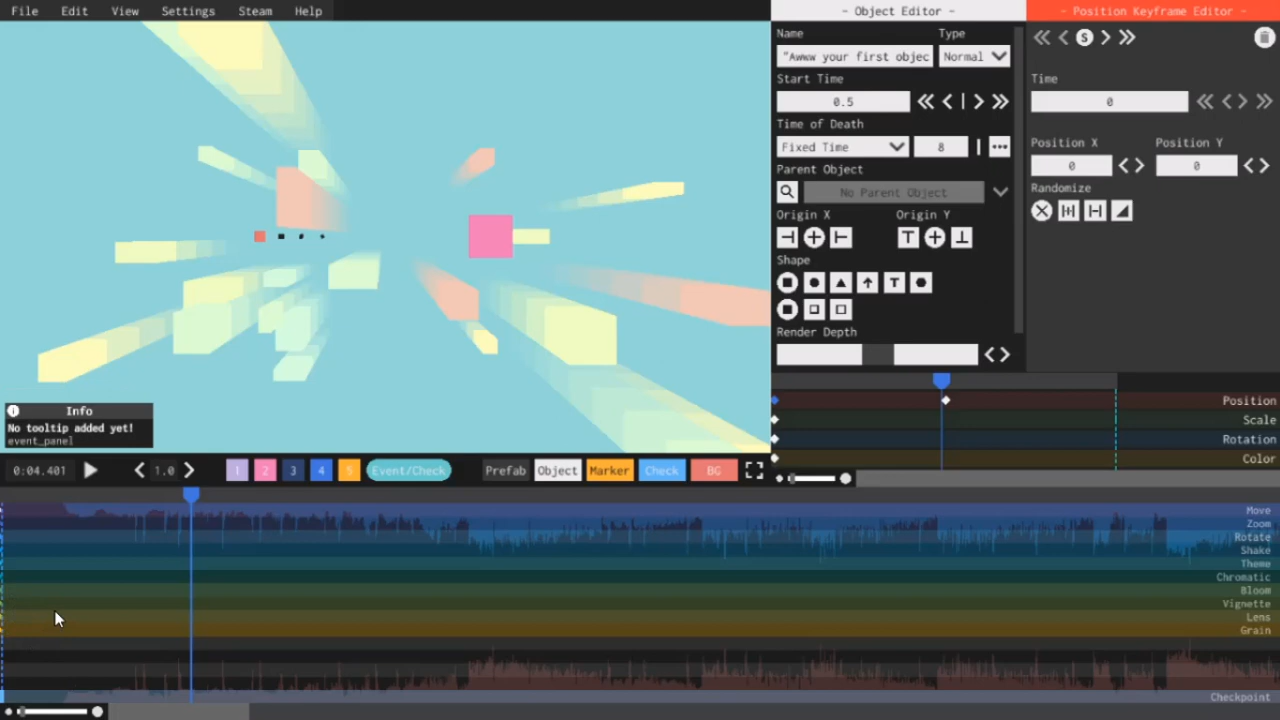 File Edit View Settings Steam Help
- Object Editor -
- Position Keyframe Editor -
Name Type
"Awww your first objec Normal
S
Start Time
Time
0.5
0
Time of Death
Fixed Time 8
Position X Position Y
0 0
Parent Object
No Parent Object
Randomize
Origin X Origin Y
Shape
Render Depth
Info
No tooltip added yet!
event_panel
Position
Scale
Rotation
Color
0:04.401 1.0 1 2 3 4 5 Event/Check Prefab Object Marker Check BG
Move
Zoom
Rotate
Shake
Theme
Chromatic
Bloom
Vignette
Lens
Grain
Checkpoint